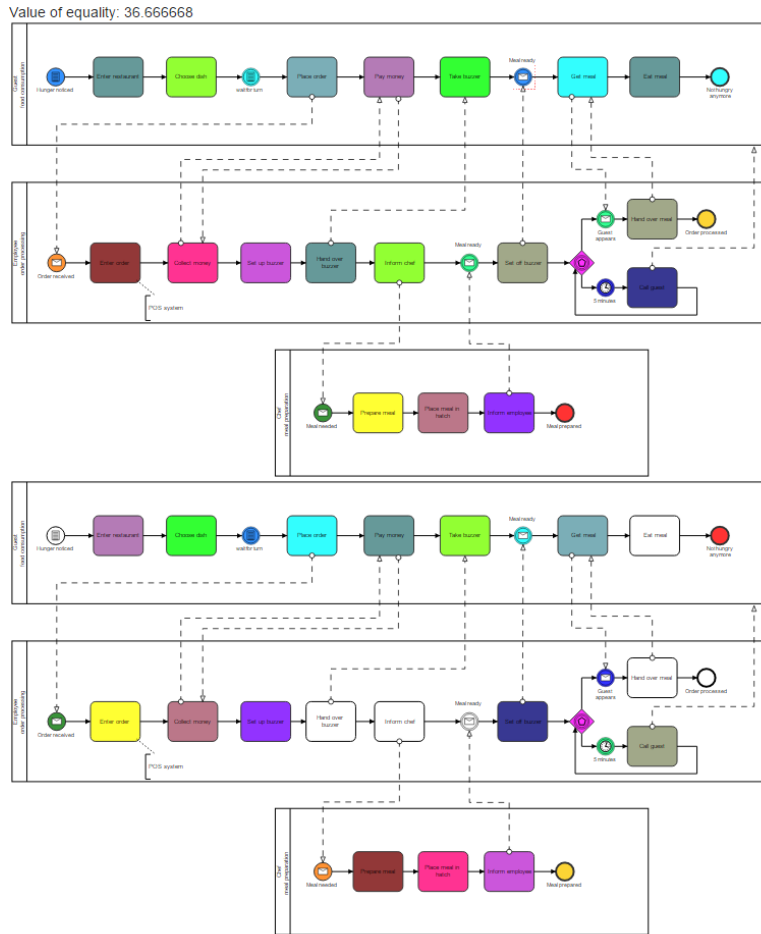 Value of equality: 36.666668
Guest
food consumption
Hunger noticed
Enter restaurant
Choose dish
wait for turn
Place order
Pay money
Take buzzer
Meal ready
Get meal
Eat meal
Not hungry
anymore
Employee
order processing
Order received
Enter order
POS system
Collect money
Set up buzzer
Hand over
buzzer
Inform chef
Meal ready
Set off buzzer
Guest
appears
Hand over meal
Order processed
5 minutes
Call guest
Chef
meal preparation
Meal needed
Prepare meal
Place meal in
hatch
Inform employee
Meal prepared
Guest
food consumption
Hunger noticed
Enter restaurant
Choose dish
wait for turn
Place order
Pay money
Take buzzer
Meal ready
Get meal
Eat meal
Not hungry
anymore
Employee
order processing
Order received
Enter order
POS system
Collect money
Set up buzzer
Hand over
buzzer
Inform chef
Meal ready
Set off buzzer
Guest
appears
Hand over meal
Order processed
5 minutes
Call guest
Chef
meal preparation
Meal needed
Prepare meal
Place meal in
hatch
Inform employee
Meal prepared